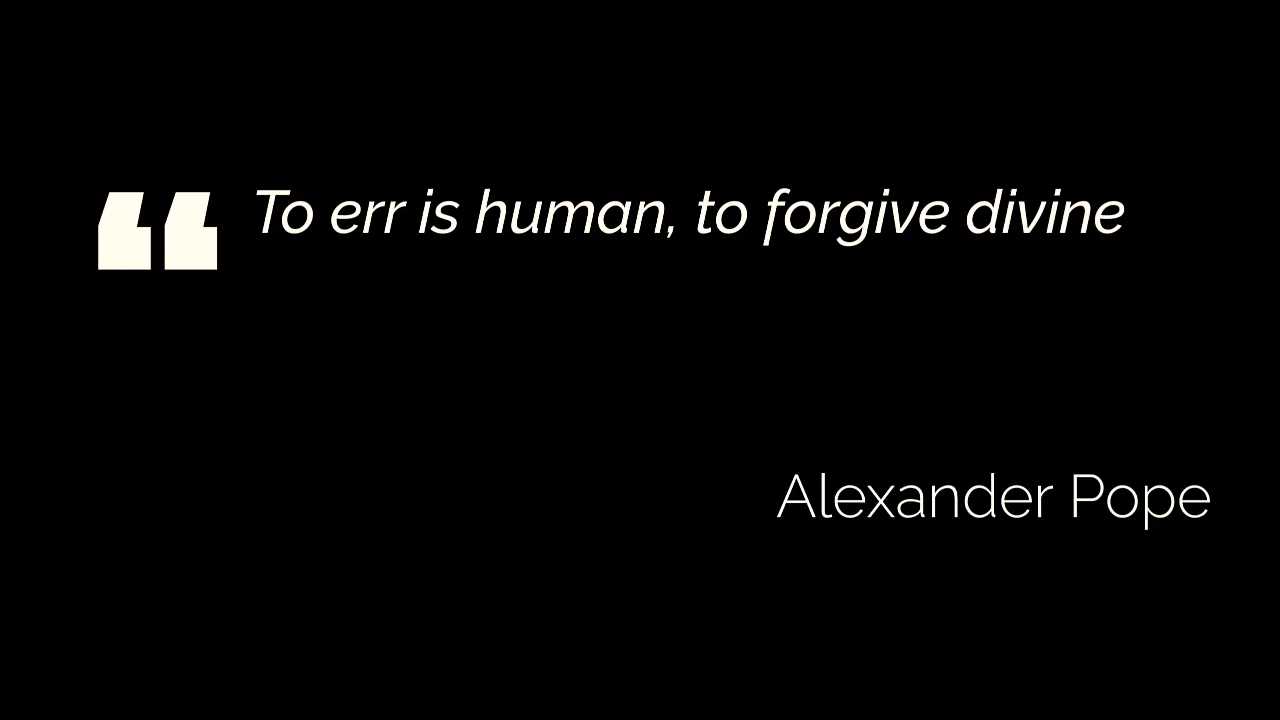 “ To err is human, to forgive divine
Alexander Pope